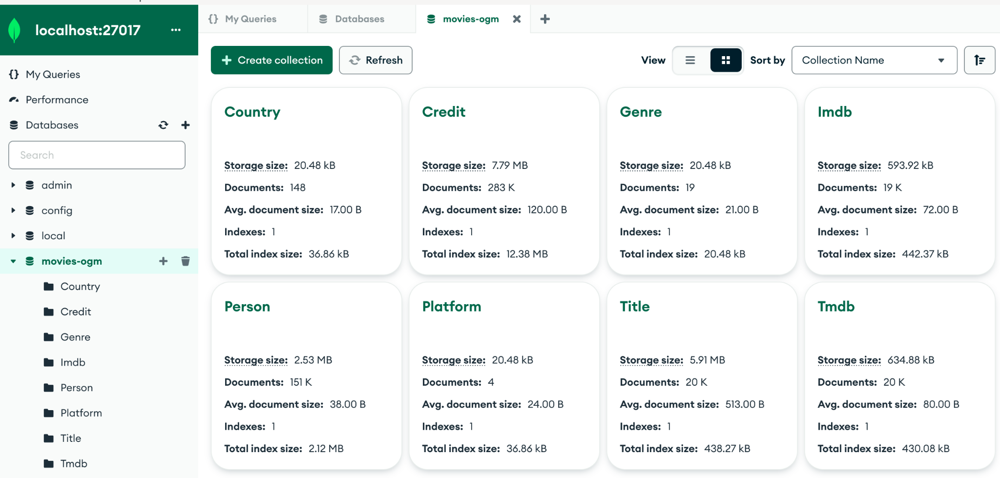 localhost:27017
My Queries
Performance
Databases
Search
admin
config
local
movies-ogm
Country
Credit
Genre
Imdb
Person
Platform
Title
Tmdb
My Queries
Databases
movies-ogm
Create collection
Refresh
View
Sort by
Collection Name
Country
Storage size: 20.48 kB
Documents: 148
Avg. document size: 17.00 B
Indexes: 1
Total index size: 36.86 kB
Credit
Storage size: 7.79 MB
Documents: 283 K
Avg. document size: 120.00 B
Indexes: 1
Total index size: 12.38 MB
Genre
Storage size: 20.48 kB
Documents: 19
Avg. document size: 21.00 B
Indexes: 1
Total index size: 20.48 kB
Imdb
Storage size: 593.92 kB
Documents: 19 K
Avg. document size: 72.00 B
Indexes: 1
Total index size: 442.37 kB
Person
Storage size: 2.53 MB
Documents: 151 K
Avg. document size: 38.00 B
Indexes: 1
Total index size: 2.12 MB
Platform
Storage size: 20.48 kB
Documents: 4
Avg. document size: 24.00 B
Indexes: 1
Total index size: 36.86 kB
Title
Storage size: 5.91 MB
Documents: 20 K
Avg. document size: 513.00 B
Indexes: 1
Total index size: 438.27 kB
Tmdb
Storage size: 634.88 kB
Documents: 20 K
Avg. document size: 80.00 B
Indexes: 1
Total index size: 430.08 kB